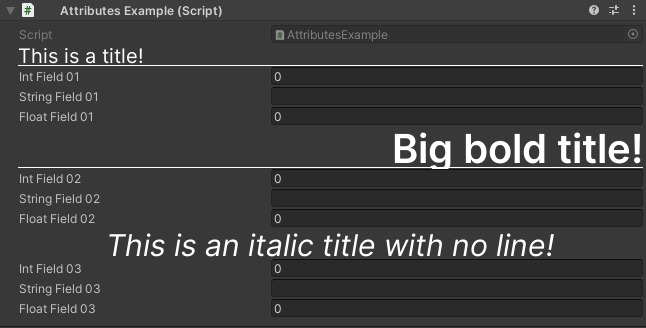 Attributes Example (Script)
Script AttributesExample
This is a title!
Int Field 01 0
String Field 01
Float Field 01 0
Big bold title!
Int Field 02 0
String Field 02
Float Field 02 0
This is an italic title with no line!
Int Field 03 0
String Field 03
Float Field 03 0